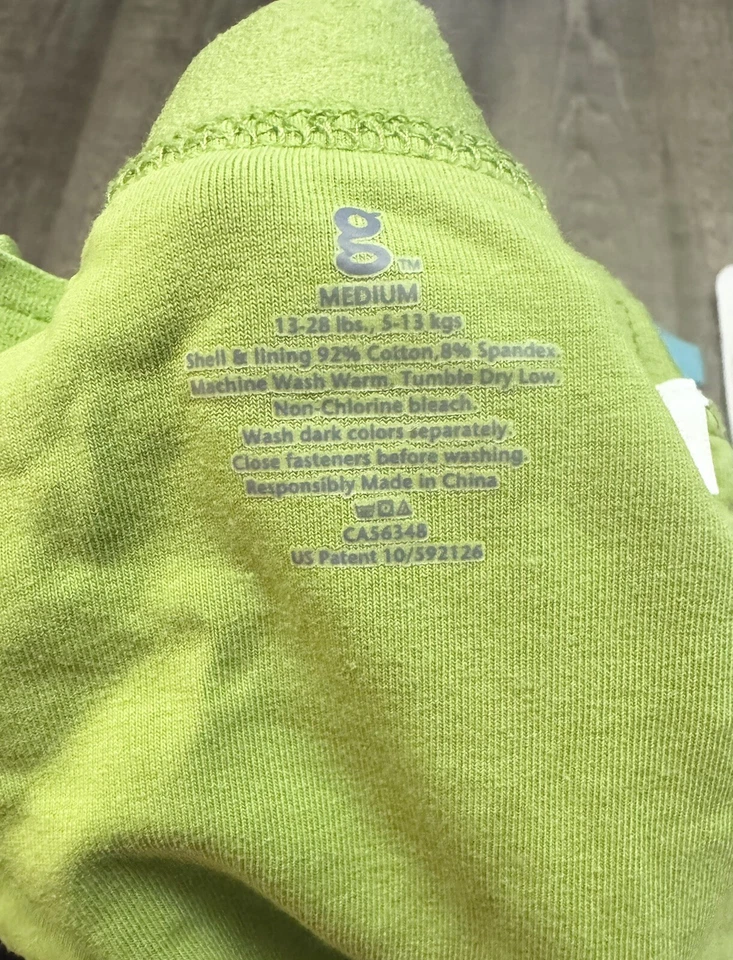 g™
MEDIUM
13-28 lbs., 5-13 kgs
Shell & lining 92% Cotton,8% Spandex.
Machine Wash Warm. Tumble Dry Low.
Non-Chlorine bleach.
Wash dark colors separately.
Close fasteners before washing.
Responsibly Made in China
CA56348
US Patent 10/592126